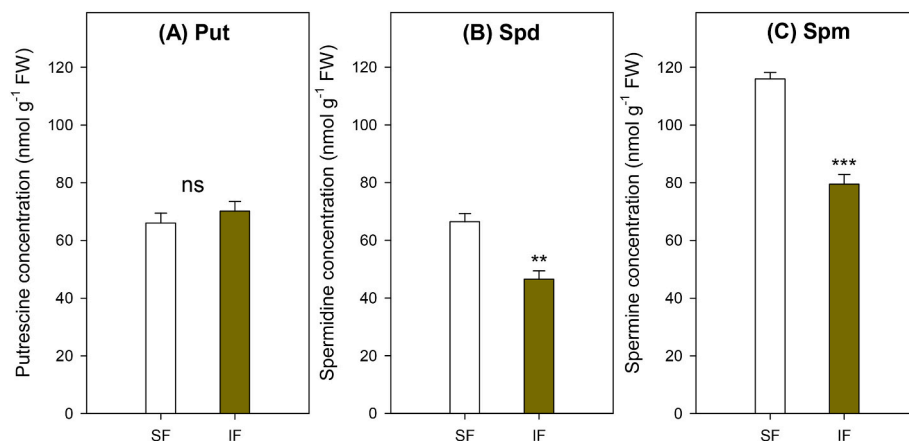 (A) Put
Putrescine concentration (nmol g⁻¹ FW)
120
100
80
60
40
20
0
ns
SF
IF
(B) Spd
Spermidine concentration (nmol g⁻¹ FW)
120
100
80
60
40
20
0
**
SF
IF
(C) Spm
Spermine concentration (nmol g⁻¹ FW)
120
100
80
60
40
20
0
***
SF
IF